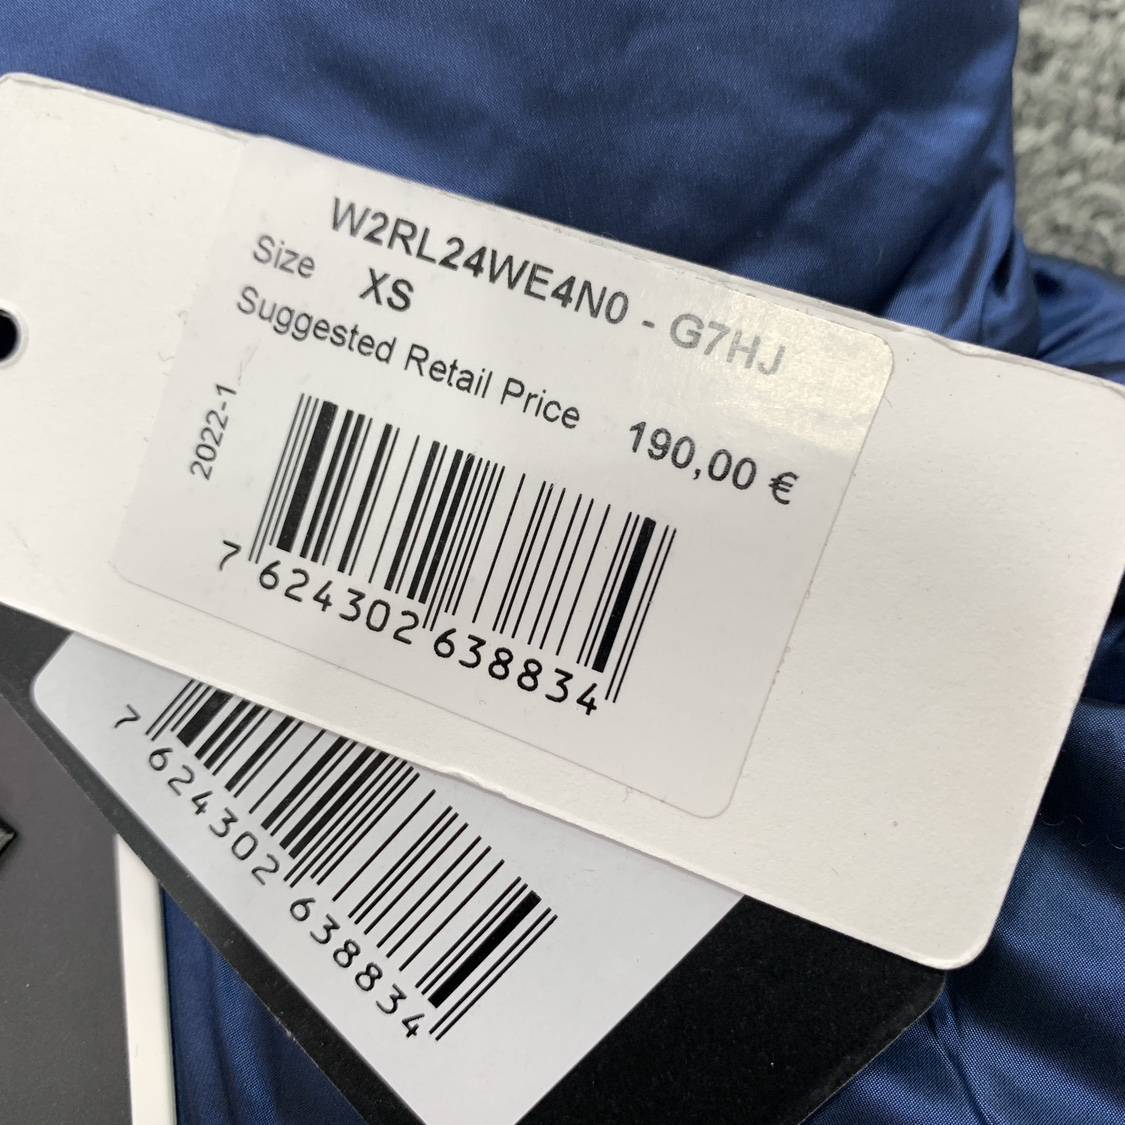 W2RL24WE4N0 - G7HJ
Size XS
Suggested Retail Price 190,00 €
2022-1
7 624302 638834
7 624302 638834